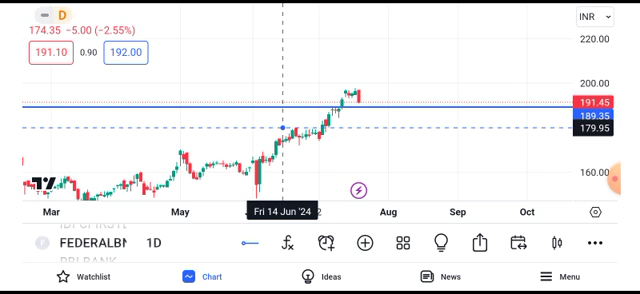 D
174.35 −5.00 (−2.55%)
191.10 0.90 192.00
INR
220.00
200.00
191.45
189.35
179.95
160.00
Mar May Fri 14 Jun '24 Aug Sep Oct
FEDERALBN 1D
Watchlist Chart Ideas News Menu